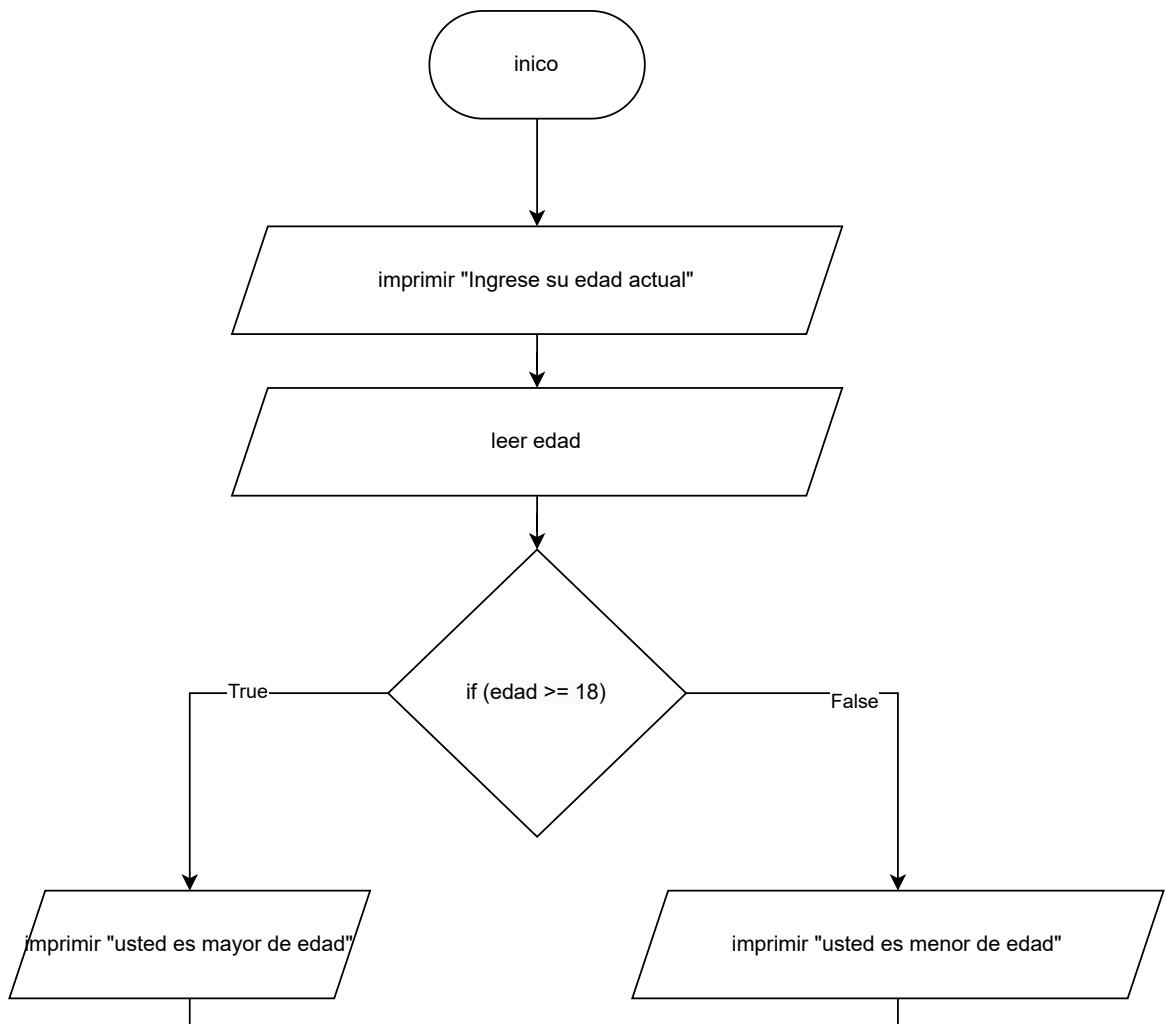 inico
imprimir "Ingrese su edad actual"
leer edad
if (edad >= 18)
True
False
imprimir "usted es mayor de edad"
imprimir "usted es menor de edad"